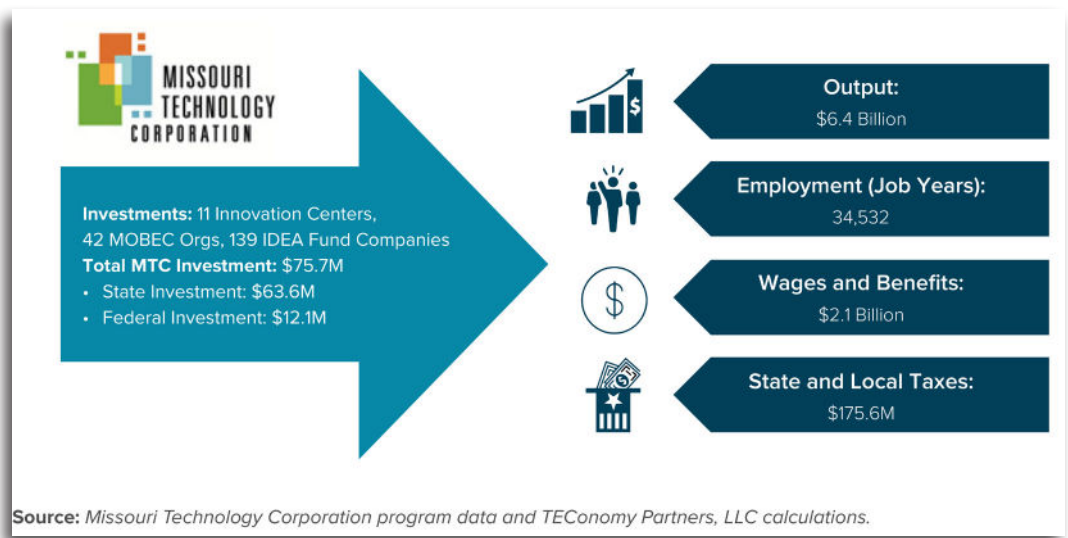 MISSOURI
TECHNOLOGY
CORPORATION
Investments: 11 Innovation Centers,
42 MOBEC Orgs, 139 IDEA Fund Companies
Total MTC Investment: $75.7M
• State Investment: $63.6M
• Federal Investment: $12.1M
$
Output:
$6.4 Billion
Employment (Job Years):
34,532
$
Wages and Benefits:
$2.1 Billion
$
State and Local Taxes:
$175.6M
Source: Missouri Technology Corporation program data and TEConomy Partners, LLC calculations.